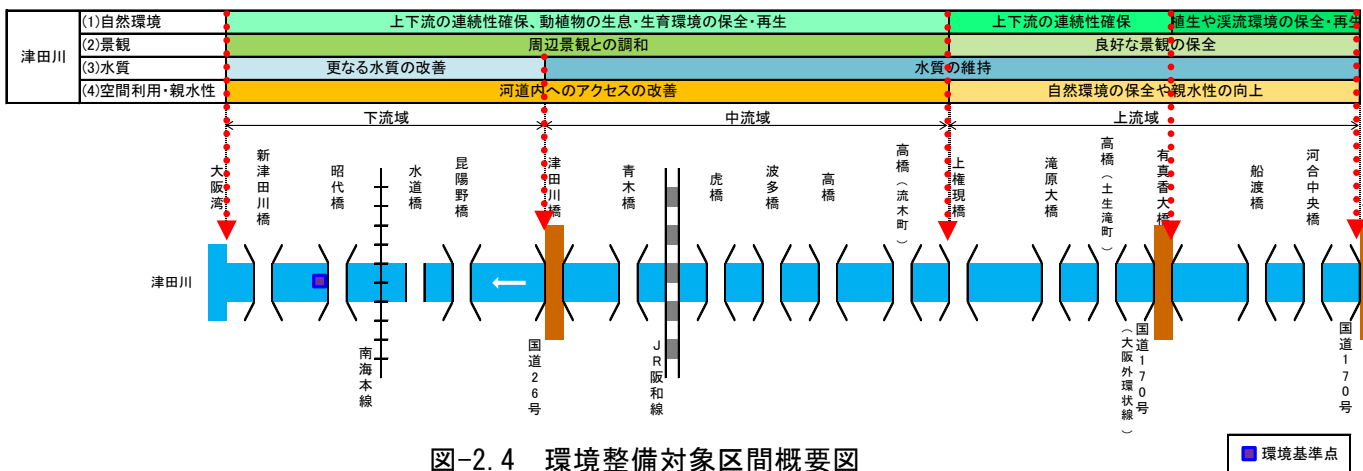 津田川
(1)自然環境
上下流の連続性確保、動植物の生息・生育環境の保全・再生
上下流の連続性確保
植生や渓流環境の保全・再生
(2)景観
周辺景観との調和
良好な景観の保全
(3)水質
更なる水質の改善
水質の維持
(4)空間利用・親水性
河道内へのアクセスの改善
自然環境の保全や親水性の向上
下流域
中流域
上流域
大阪湾
新津田川橋
昭代橋
水道橋
昆陽野橋
津田川橋
青木橋
虎橋
波多橋
高橋
高橋(流木町)
上権現橋
滝原大橋
高橋(土生滝町)
有真香大橋
船渡橋
河合中央橋
津田川
南海本線
国道26号
JR阪和線
国道170号
(大阪外環状線)
国道170号
図-2.4 環境整備対象区間概要図
環境基準点